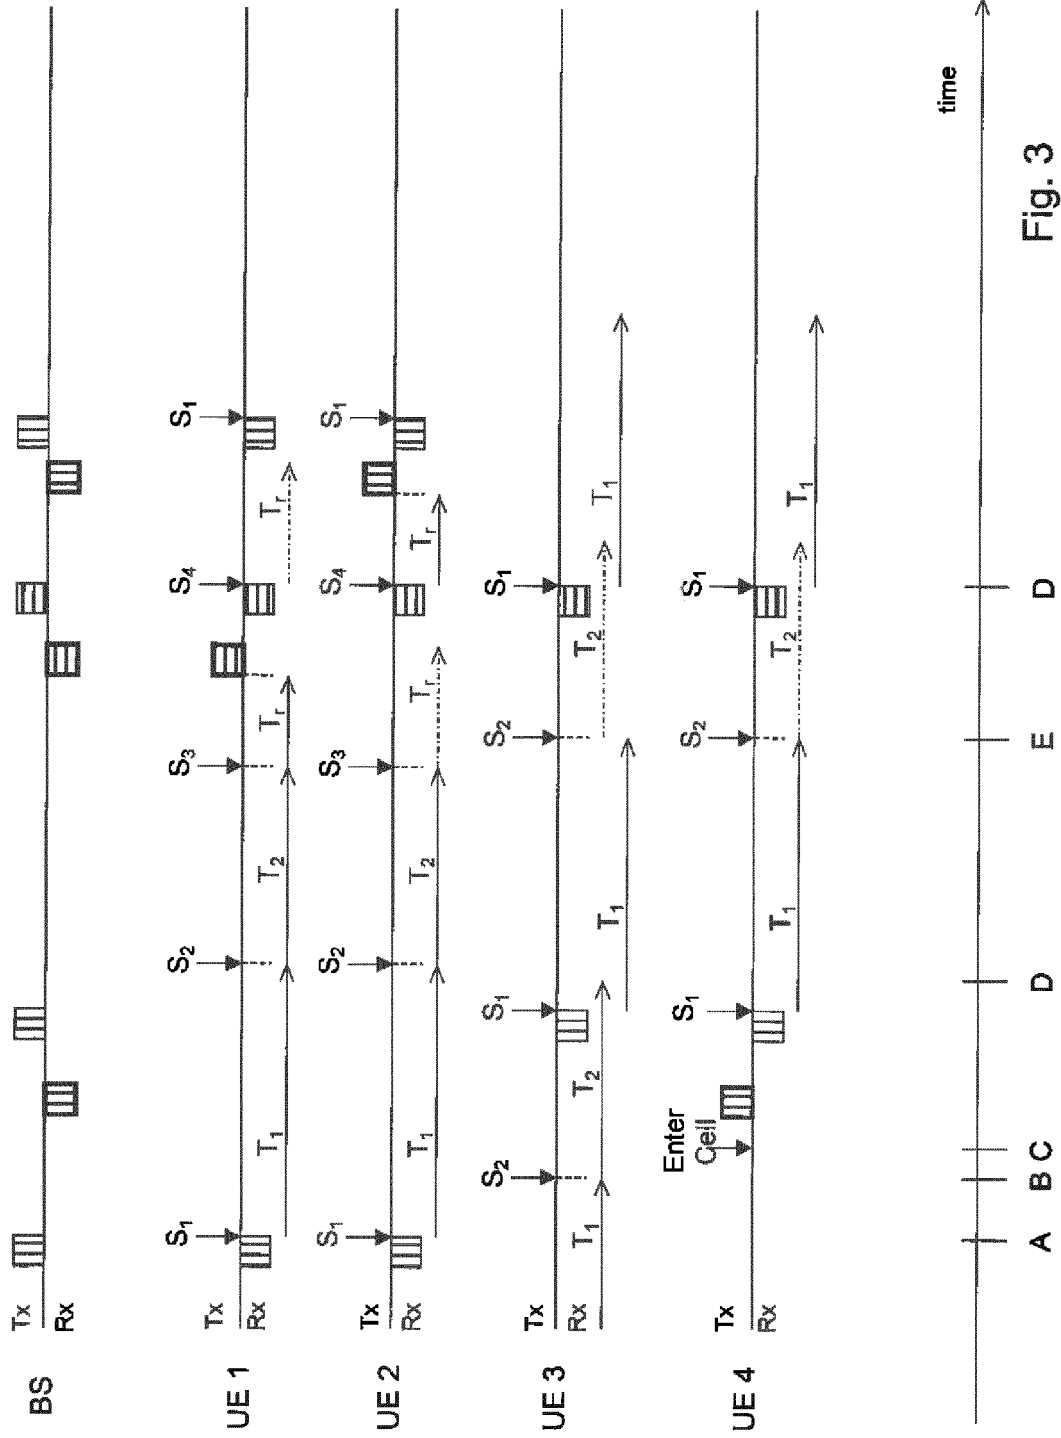 BS
Tx
Rx
UE 1
Tx
Rx
S1
T1
S2
T2
S3
Tr
S4
Tr
S1
UE 2
Tx
Rx
S1
T1
S2
T2
S3
Tr
S4
Tr
S1
UE 3
Tx
Rx
T1
S2
T2
S1
T1
S2
T2
S1
T1
UE 4
Tx
Rx
Enter
Cell
S1
T1
S2
T2
S1
T1
time
A
B
C
D
E
D
Fig. 3